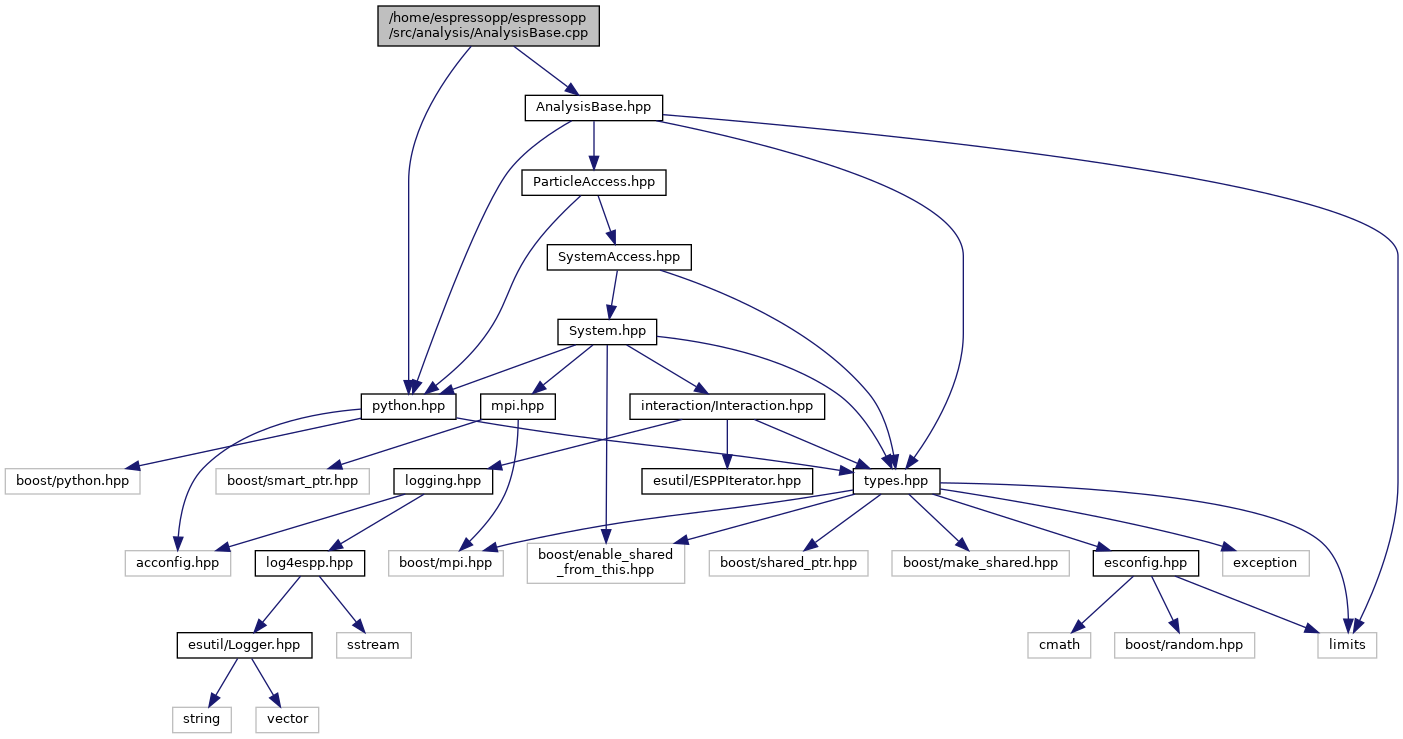 /home/espressopp/espressopp
/src/analysis/AnalysisBase.cpp
AnalysisBase.hpp
ParticleAccess.hpp
SystemAccess.hpp
System.hpp
python.hpp
mpi.hpp
interaction/Interaction.hpp
boost/python.hpp
boost/smart_ptr.hpp
logging.hpp
esutil/ESPPIterator.hpp
types.hpp
acconfig.hpp
log4espp.hpp
boost/mpi.hpp
boost/enable_shared
_from_this.hpp
boost/shared_ptr.hpp
boost/make_shared.hpp
esconfig.hpp
exception
esutil/Logger.hpp
sstream
cmath
boost/random.hpp
limits
string
vector